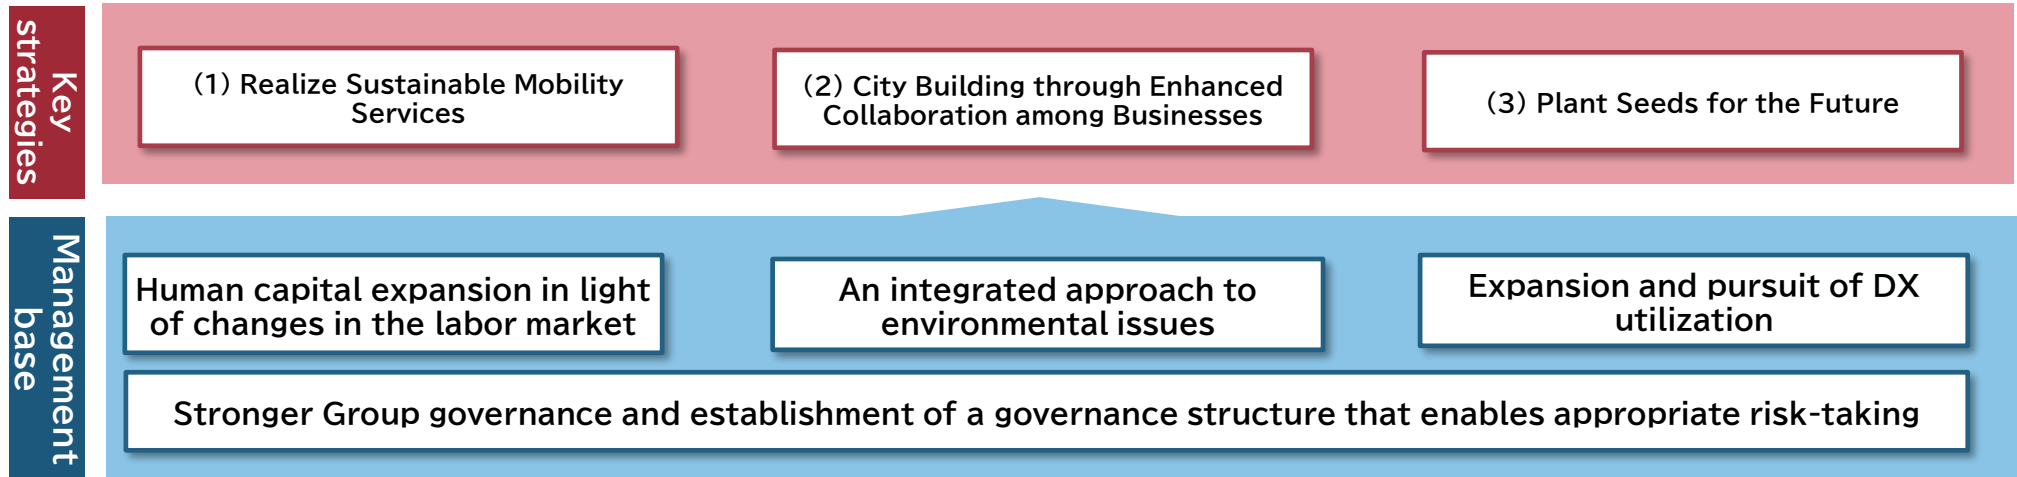 Key
strategies
(1) Realize Sustainable Mobility
Services
(2) City Building through Enhanced
Collaboration among Businesses
(3) Plant Seeds for the Future
Management
base
Human capital expansion in light
of changes in the labor market
An integrated approach to
environmental issues
Expansion and pursuit of DX
utilization
Stronger Group governance and establishment of a governance structure that enables appropriate risk-taking